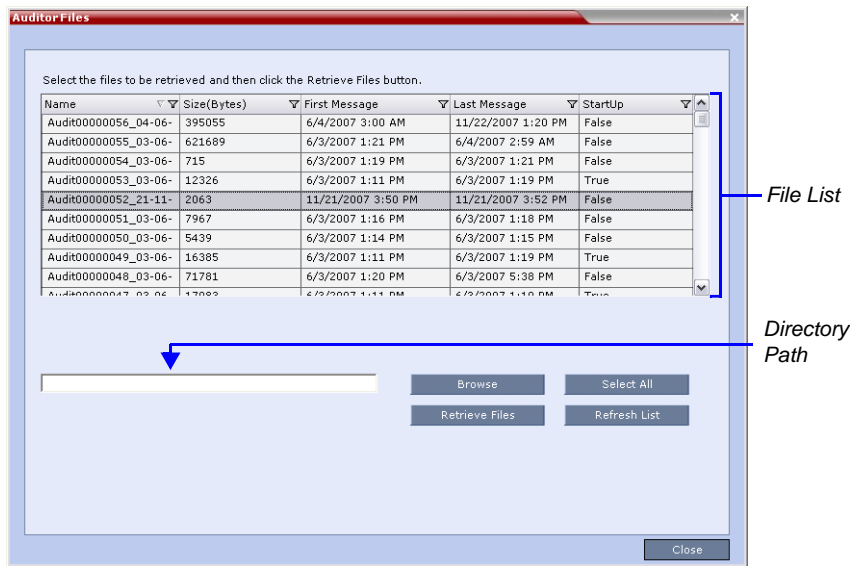 Auditor Files
Select the files to be retrieved and then click the Retrieve Files button.
Name Size(Bytes) First Message Last Message StartUp
Audit00000056_04-06- 395055 6/4/2007 3:00 AM 11/22/2007 1:20 PM False
Audit00000055_03-06- 621689 6/3/2007 1:21 PM 6/4/2007 2:59 AM False
Audit00000054_03-06- 715 6/3/2007 1:19 PM 6/3/2007 1:21 PM False
Audit00000053_03-06- 12326 6/3/2007 1:11 PM 6/3/2007 1:19 PM True
Audit00000052_21-11- 2063 11/21/2007 3:50 PM 11/21/2007 3:52 PM False
Audit00000051_03-06- 7967 6/3/2007 1:16 PM 6/3/2007 1:18 PM False
Audit00000050_03-06- 5439 6/3/2007 1:14 PM 6/3/2007 1:15 PM False
Audit00000049_03-06- 16385 6/3/2007 1:11 PM 6/3/2007 1:19 PM True
Audit00000048_03-06- 71781 6/3/2007 1:20 PM 6/3/2007 5:38 PM False
File List
Directory
Path
Browse Select All
Retrieve Files Refresh List
Close